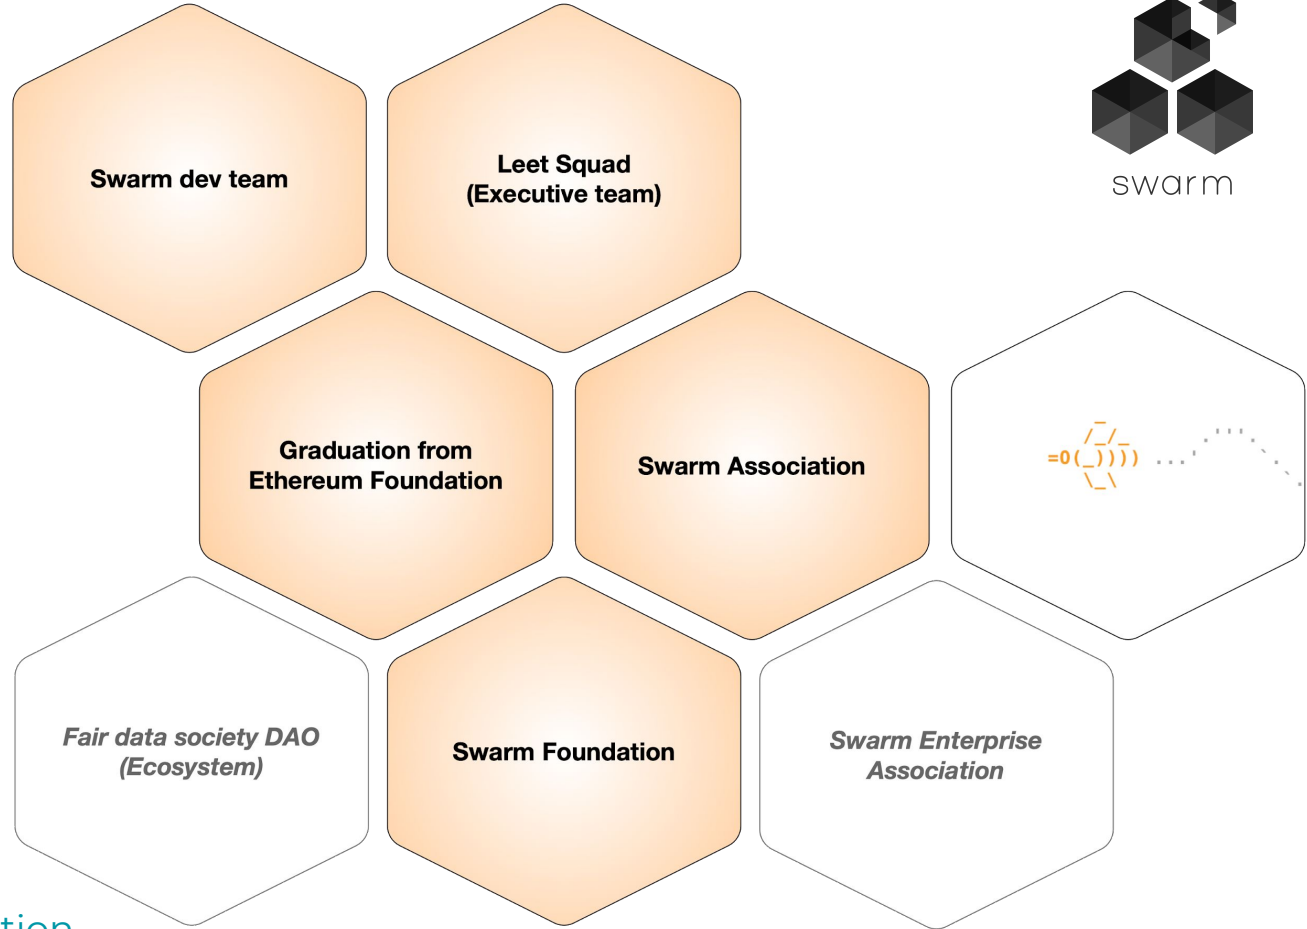 swarm
Swarm dev team
Leet Squad
(Executive team)
Graduation from
Ethereum Foundation
Swarm Association
   _
  /_/_
=0(_))))
  \_\
Fair data society DAO
(Ecosystem)
Swarm Foundation
Swarm Enterprise
Association